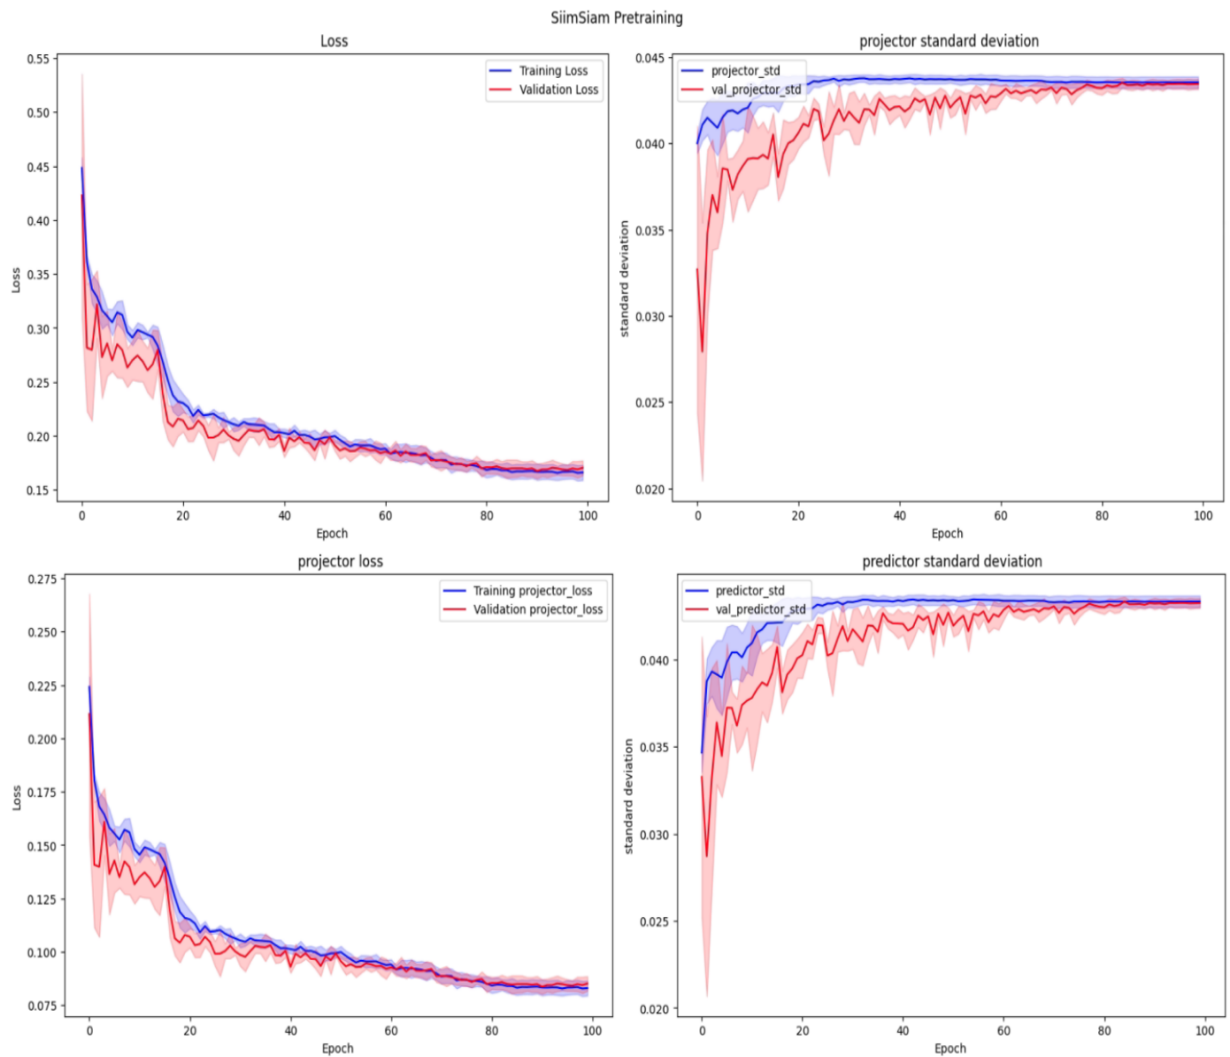 SiimSiam Pretraining
Loss
0.55
0.50
0.45
0.40
0.35
0.30
0.25
0.20
0.15
Loss
Training Loss
Validation Loss
0 20 40 60 80 100
Epoch
projector standard deviation
0.045
0.040
0.035
0.030
0.025
0.020
standard deviation
projector_std
val_projector_std
0 20 40 60 80 100
Epoch
projector loss
0.275
0.250
0.225
0.200
0.175
0.150
0.125
0.100
0.075
Loss
Training projector_loss
Validation projector_loss
0 20 40 60 80 100
Epoch
predictor standard deviation
0.040
0.035
0.030
0.025
0.020
standard deviation
predictor_std
val_predictor_std
0 20 40 60 80 100
Epoch